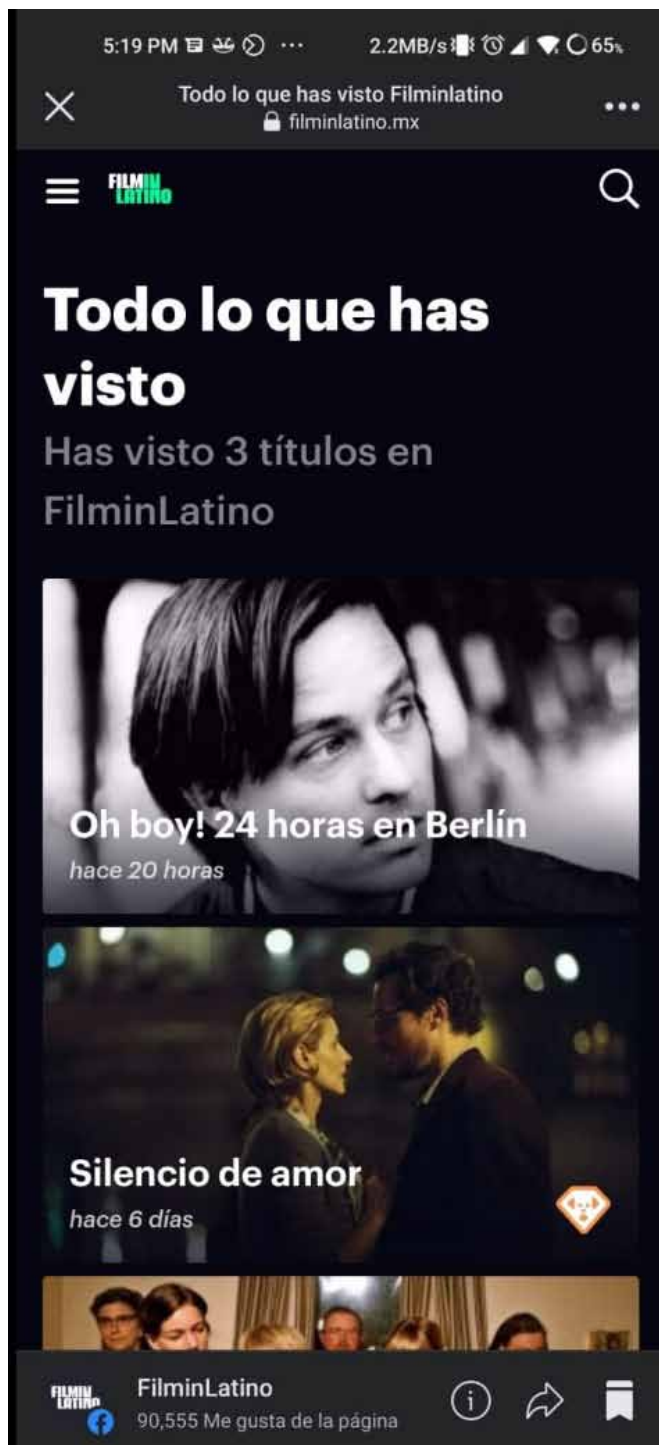 5:19 PM ... 2.2MB/s 65%
Todo lo que has visto Filminlatino
filminlatino.mx
FILMIN
LATINO
Todo lo que has
visto
Has visto 3 títulos en
FilminLatino
Oh boy! 24 horas en Berlín
hace 20 horas
Silencio de amor
hace 6 días
FILMIN
LATINO
FilminLatino
90,555 Me gusta de la página